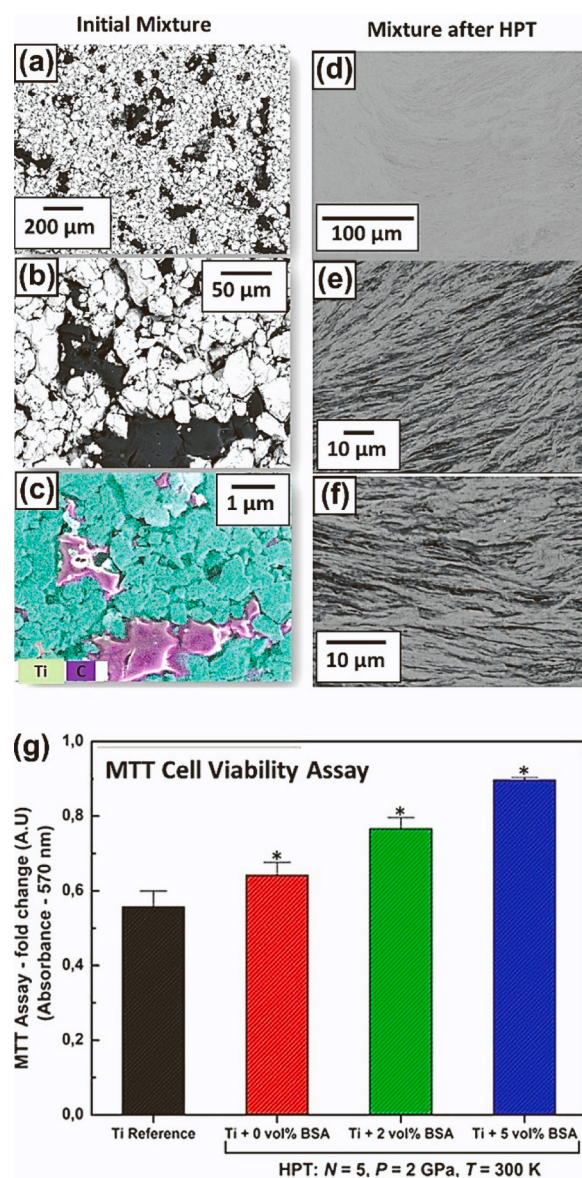 Initial Mixture
Mixture after HPT
(a)
200 μm
(b)
50 μm
(c)
1 μm
Ti
C
(d)
100 μm
(e)
10 μm
(f)
10 μm
(g)
MTT Cell Viability Assay
MTT Assay - fold change (A.U)
(Absorbance - 570 nm)
1,0
0,8
0,6
0,4
0,2
0,0
*
*
*
Ti Reference
Ti + 0 vol% BSA
Ti + 2 vol% BSA
Ti + 5 vol% BSA
HPT: N = 5, P = 2 GPa, T = 300 K